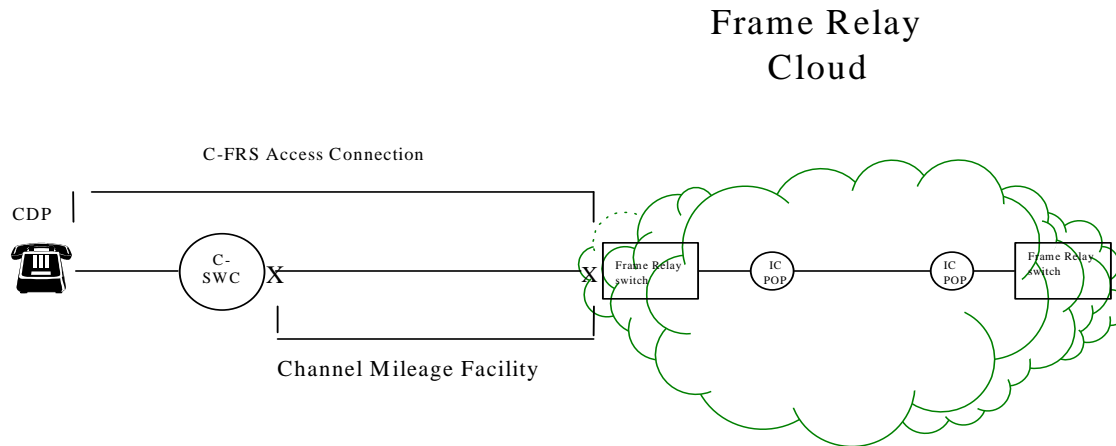 Frame Relay
Cloud
C-FRS Access Connection
CDP
C-
SWC
X
X
Frame Relay
switch
IC
POP
IC
POP
Frame Relay
switch
Channel Mileage Facility